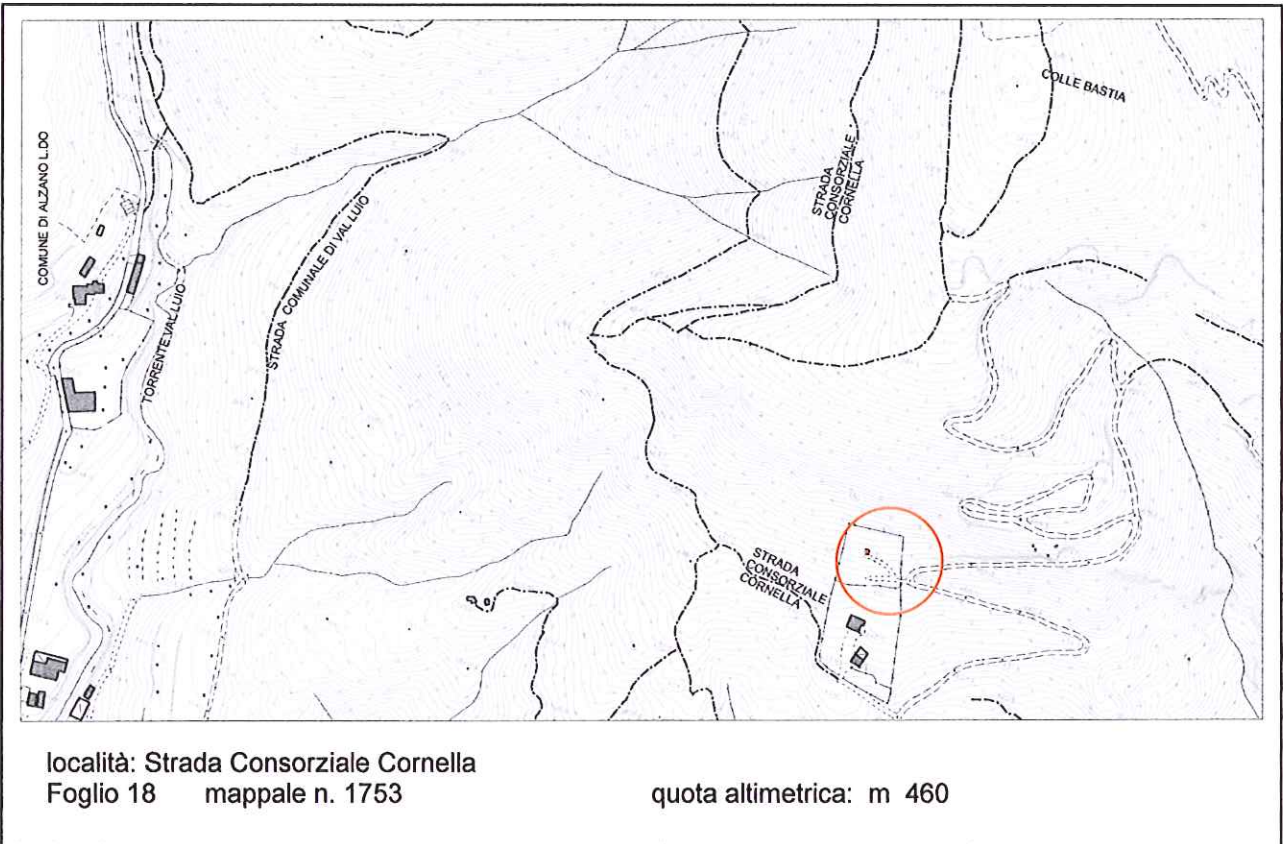 COLLE BASTIA
COMUNE DI ALZANO L.DO
STRADA
CONSORZIALE
CORNELLA
STRADA COMUNALE DI VAL LUIO
TORRENTE VAL LUIO
STRADA
CONSORZIALE
CORNELLA
località: Strada Consorziale Cornella
Foglio 18 mappale n. 1753 quota altimetrica: m 460